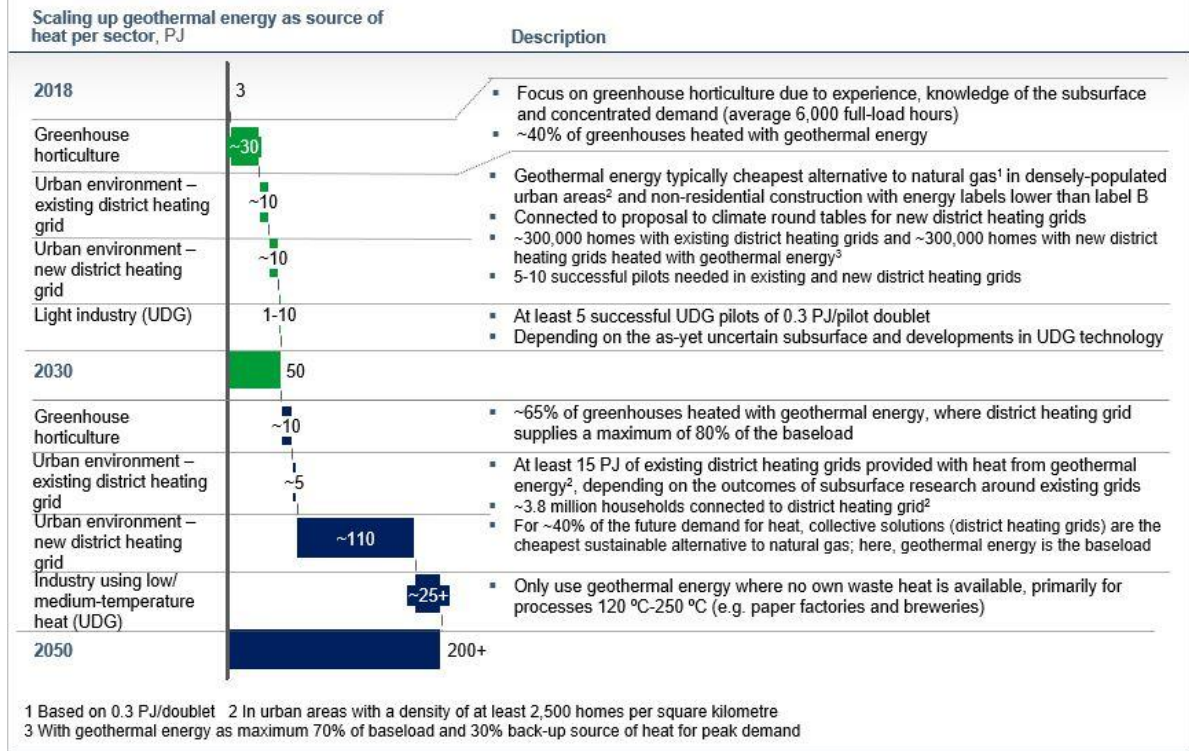 Scaling up geothermal energy as source of
heat per sector, PJ
Description
2018
3
▪ Focus on greenhouse horticulture due to experience, knowledge of the subsurface
and concentrated demand (average 6,000 full-load hours)
▪ ~40% of greenhouses heated with geothermal energy
Greenhouse
horticulture
~30
Urban environment –
existing district heating
grid
~10
▪ Geothermal energy typically cheapest alternative to natural gas¹ in densely-populated
urban areas² and non-residential construction with energy labels lower than label B
▪ Connected to proposal to climate round tables for new district heating grids
▪ ~300,000 homes with existing district heating grids and ~300,000 homes with new district
heating grids heated with geothermal energy³
▪ 5-10 successful pilots needed in existing and new district heating grids
Urban environment –
new district heating
grid
~10
Light industry (UDG)
1-10
▪ At least 5 successful UDG pilots of 0.3 PJ/pilot doublet
▪ Depending on the as-yet uncertain subsurface and developments in UDG technology
2030
50
Greenhouse
horticulture
~10
▪ ~65% of greenhouses heated with geothermal energy, where district heating grid
supplies a maximum of 80% of the baseload
Urban environment –
existing district heating
grid
~5
▪ At least 15 PJ of existing district heating grids provided with heat from geothermal
energy², depending on the outcomes of subsurface research around existing grids
▪ ~3.8 million households connected to district heating grid²
▪ For ~40% of the future demand for heat, collective solutions (district heating grids) are the
cheapest sustainable alternative to natural gas; here, geothermal energy is the baseload
Urban environment –
new district heating
grid
~110
Industry using low/
medium-temperature
heat (UDG)
~25+
▪ Only use geothermal energy where no own waste heat is available, primarily for
processes 120 ºC-250 ºC (e.g. paper factories and breweries)
2050
200+
1 Based on 0.3 PJ/doublet 2 In urban areas with a density of at least 2,500 homes per square kilometre
3 With geothermal energy as maximum 70% of baseload and 30% back-up source of heat for peak demand